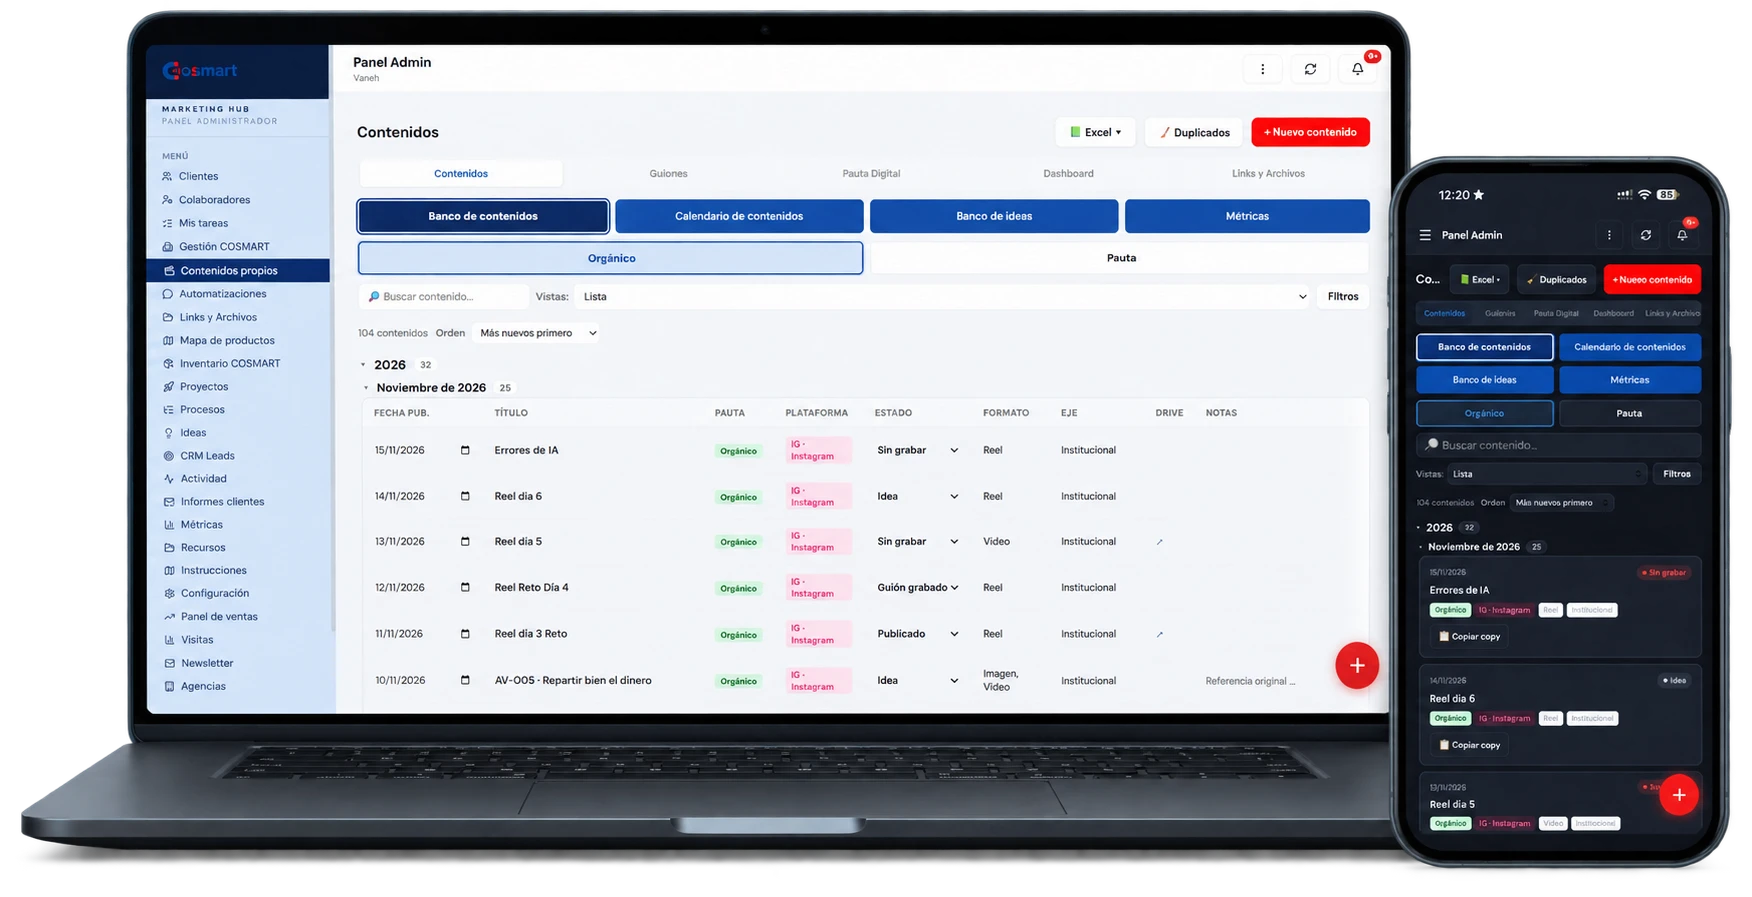 Cosmart
MARKETING HUB
PANEL ADMINISTRADOR
MENÚ
Clientes
Colaboradores
Mis tareas
Gestión COSMART
Contenidos propios
Automatizaciones
Links y Archivos
Mapa de productos
Inventario COSMART
Proyectos
Procesos
Ideas
CRM Leads
Actividad
Informes clientes
Métricas
Recursos
Instrucciones
Configuración
Panel de ventas
Visitas
Newsletter
Agencias
Panel Admin
Vaneh
9+
Contenidos
Excel
Duplicados
+ Nuevo contenido
Contenidos Guiones Pauta Digital Dashboard Links y Archivos
Banco de contenidos Calendario de contenidos Banco de ideas Métricas
Orgánico Pauta
Buscar contenido... Vistas: Lista Filtros
104 contenidos Orden Más nuevos primero
2026 32
Noviembre de 2026 25
FECHA PUB. TÍTULO PAUTA PLATAFORMA ESTADO FORMATO EJE DRIVE NOTAS
15/11/2026 Errores de IA Orgánico IG · Instagram Sin grabar Reel Institucional
14/11/2026 Reel dia 6 Orgánico IG · Instagram Idea Reel Institucional
13/11/2026 Reel dia 5 Orgánico IG · Instagram Sin grabar Video Institucional
12/11/2026 Reel Reto Día 4 Orgánico IG · Instagram Guión grabado Reel Institucional
11/11/2026 Reel dia 3 Reto Orgánico IG · Instagram Publicado Reel Institucional
10/11/2026 AV-005 · Repartir bien el dinero Orgánico IG · Instagram Idea Imagen, Video Institucional Referencia original ...
+
12:20 85
Panel Admin
9+
Co... Excel Duplicados +Nuevo contenido
Contenidos Guiones Pauta Digital Dashboard Links y Archivo
Banco de contenidos Calendario de contenidos
Banco de ideas Métricas
Orgánico Pauta
Buscar contenido...
Vistas: Lista Filtros
104 contenidos Orden Más nuevos primero
2026 32
Noviembre de 2026 25
15/11/2026 Sin grabar
Errores de IA
Orgánico IG · Instagram Reel Institucional
Copiar copy
14/11/2026 Idea
Reel dia 6
Orgánico IG · Instagram Reel Institucional
Copiar copy
13/11/2026
Reel dia 5
Orgánico IG · Instagram Video Institucional
+